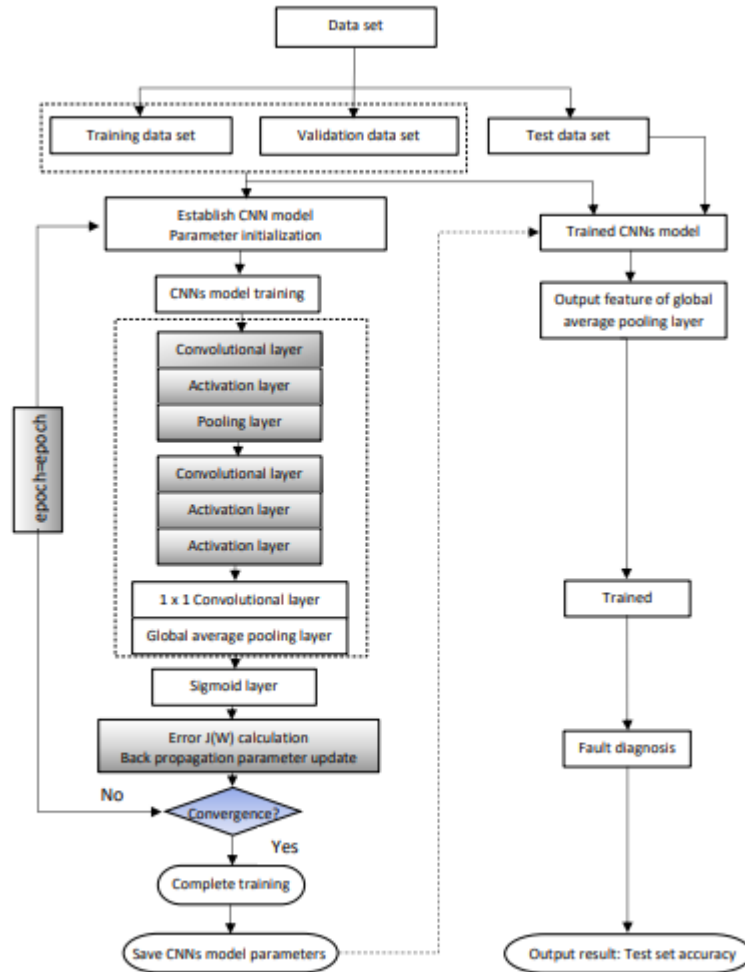 Data set
Training data set
Validation data set
Test data set
Establish CNN model
Parameter initialization
Trained CNNs model
CNNs model training
Output feature of global
average pooling layer
Convolutional layer
Activation layer
Pooling layer
epoch=epoch
Convolutional layer
Activation layer
Activation layer
1 x 1 Convolutional layer
Global average pooling layer
Trained
Sigmoid layer
Error J(W) calculation
Back propagation parameter update
Fault diagnosis
No
Convergence?
Yes
Complete training
Save CNNs model parameters
Output result: Test set accuracy